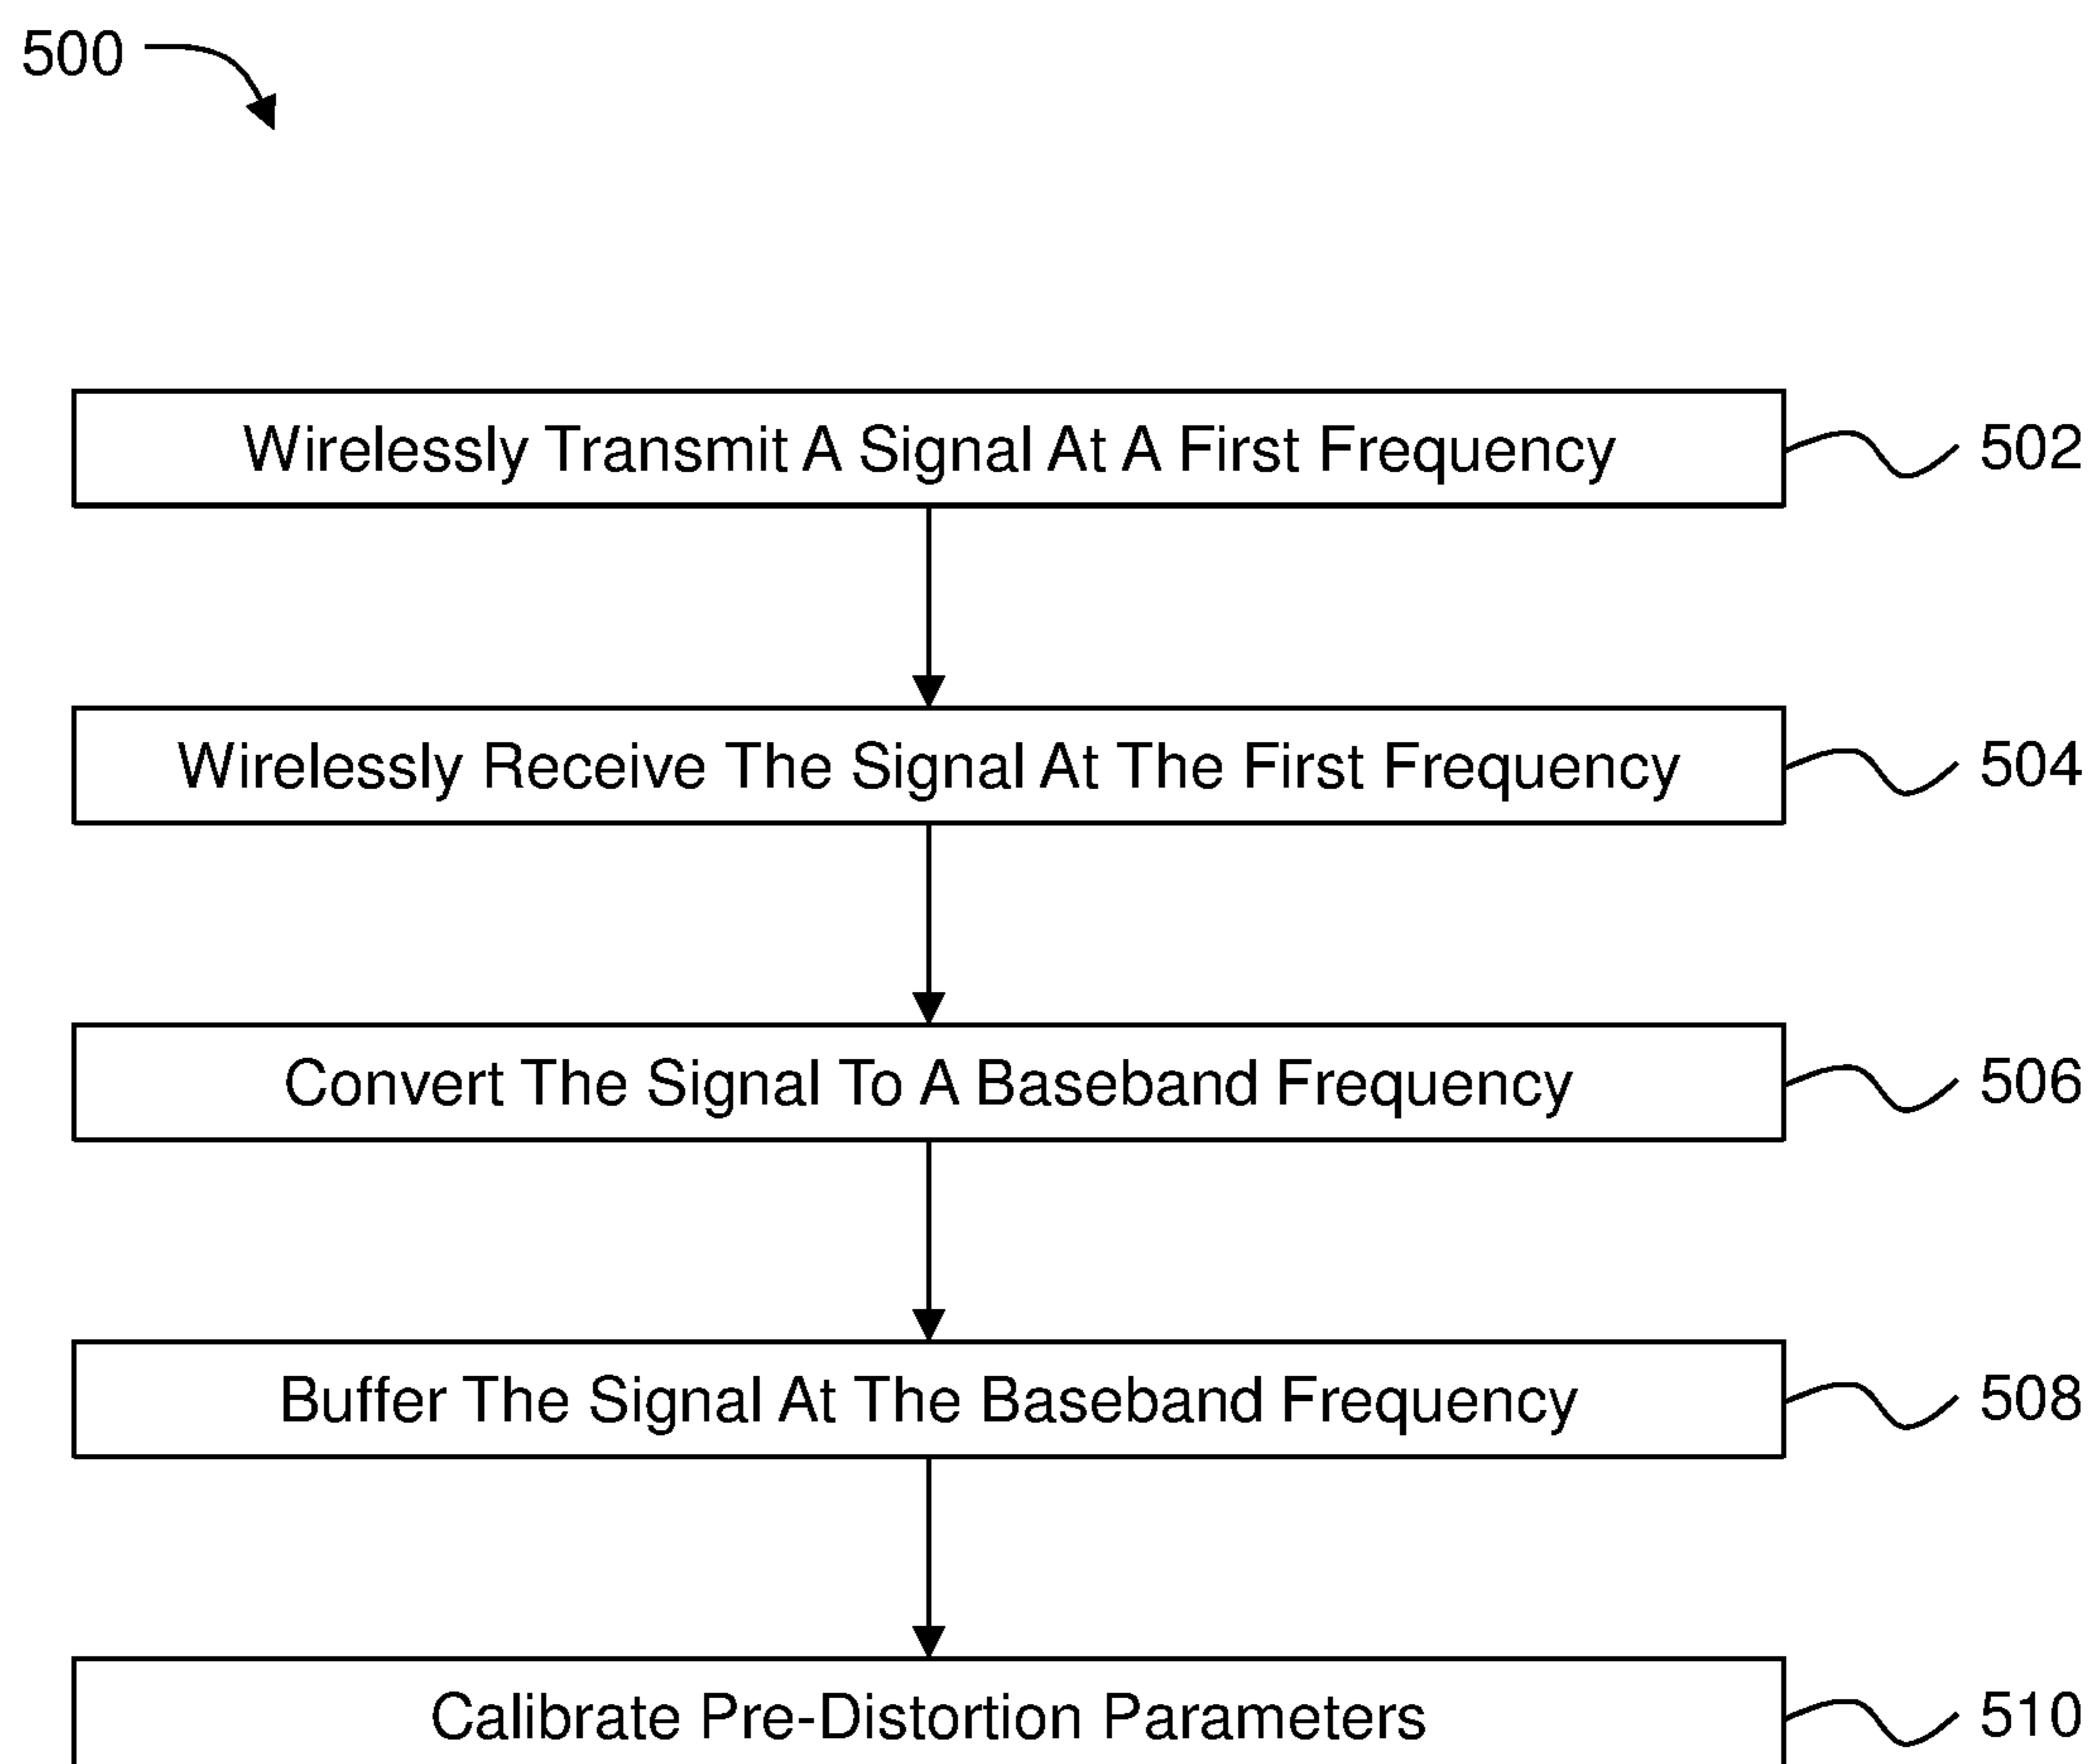 500
Wirelessly Transmit A Signal At A First Frequency
502
Wirelessly Receive The Signal At The First Frequency
504
Convert The Signal To A Baseband Frequency
506
Buffer The Signal At The Baseband Frequency
508
Calibrate Pre-Distortion Parameters
510